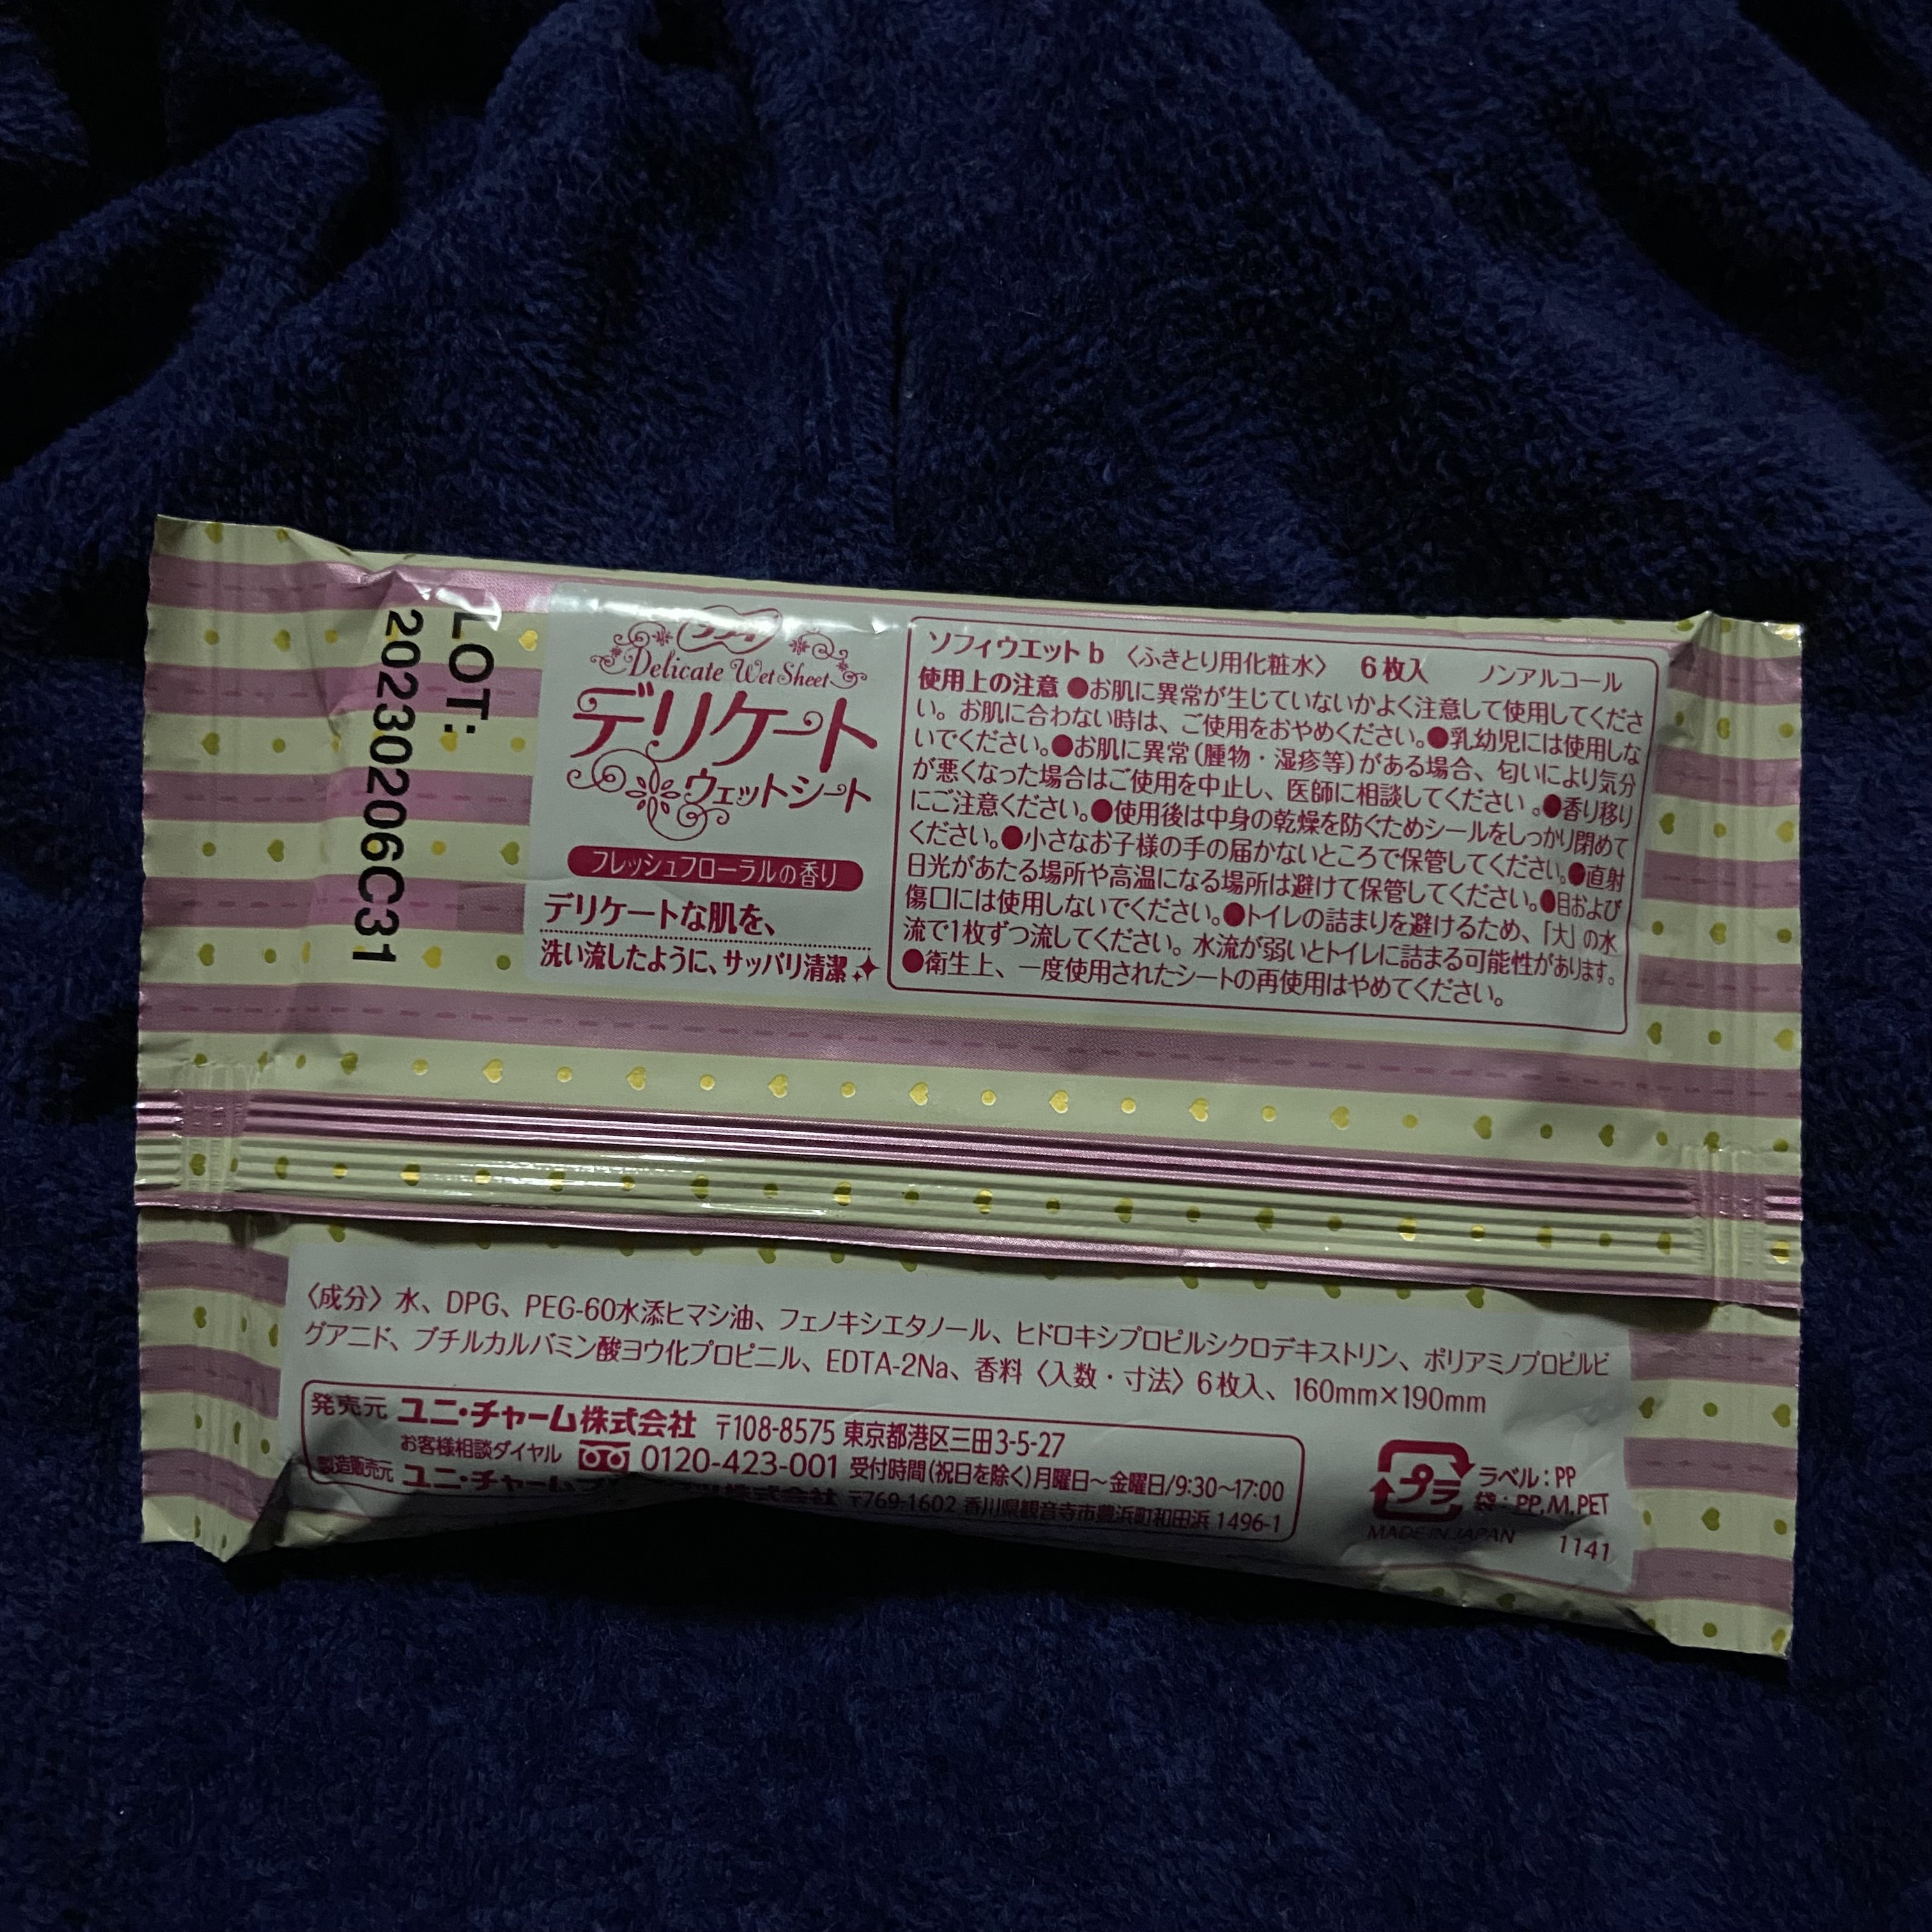 LOT:
20230206C31
ソフィ
Delicate Wet Sheet
デリケート
ウェットシート
フレッシュフローラルの香り
デリケートな肌を、
洗い流したように、サッパリ清潔
ソフィウエットb 〈ふきとり用化粧水〉 6枚入 ノンアルコール
使用上の注意 ●お肌に異常が生じていないかよく注意して使用してくださ
い。お肌に合わない時は、ご使用をおやめください。●乳幼児には使用しな
いでください。●お肌に異常(腫物・湿疹等)がある場合、匂いにより気分
が悪くなった場合はご使用を中止し、医師に相談してください。●香り移り
にご注意ください。●使用後は中身の乾燥を防ぐためシールをしっかり閉めて
ください。●小さなお子様の手の届かないところで保管してください。●直射
日光があたる場所や高温になる場所は避けて保管してください。●目および
傷口には使用しないでください。●トイレの詰まりを避けるため、「大」の水
流で1枚ずつ流してください。水流が弱いとトイレに詰まる可能性があります。
●衛生上、一度使用されたシートの再使用はやめてください。
〈成分〉水、DPG、PEG-60水添ヒマシ油、フェノキシエタノール、ヒドロキシプロピルシクロデキストリン、ポリアミノプロピルビ
グアニド、ブチルカルバミン酸ヨウ化プロピニル、EDTA-2Na、香料〈入数・寸法〉6枚入、160mm×190mm
発売元 ユニ・チャーム株式会社 〒108-8575 東京都港区三田3-5-27
お客様相談ダイヤル 0120-423-001 受付時間(祝日を除く)月曜日〜金曜日/9:30〜17:00
製造販売元 ユニ・チャームプ 株式会社 〒769-1602 香川県観音寺市豊浜町和田浜1496-1
プラ
ラベル:PP
袋:PP,M,PET
MADE IN JAPAN 1141